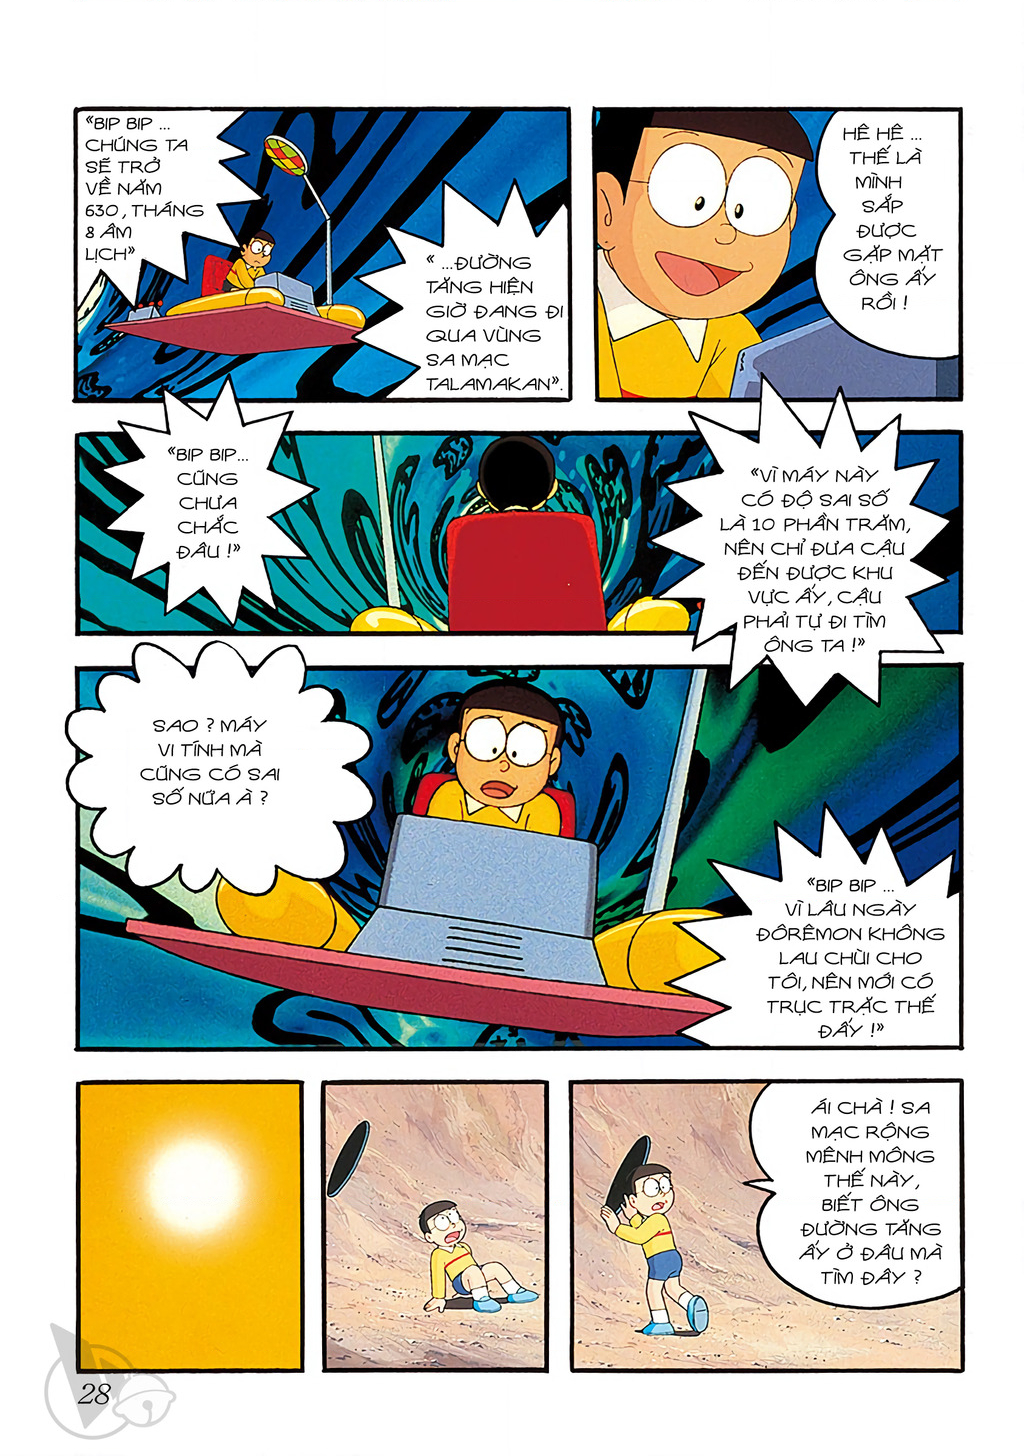 “BIP BIP ...
CHÚNG TA
SẼ TRỞ
VỀ NĂM
630, THÁNG
8 ÂM
LỊCH”
“ ...ĐƯỜNG
TĂNG HIỆN
GIỜ ĐANG ĐI
QUA VÙNG
SA MẠC
TALAMAKAN”.
HÊ HÊ ...
THẾ LÀ
MÌNH
SẮP
ĐƯỢC
GẶP MẶT
ÔNG ẤY
RỒI !
“BIP BIP...
CŨNG
CHƯA
CHẮC
ĐÂU !”
“VÌ MÁY NÀY
CÓ ĐỘ SAI SỐ
LÀ 10 PHẦN TRĂM,
NÊN CHỈ ĐƯA CẬU
ĐẾN ĐƯỢC KHU
VỰC ẤY, CẬU
PHẢI TỰ ĐI TÌM
ÔNG TA !”
SAO ? MÁY
VI TÍNH MÀ
CŨNG CÓ SAI
SỐ NỮA À ?
“BIP BIP ...
VÌ LÂU NGÀY
ĐÔRÊMON KHÔNG
LAU CHÙI CHO
TÔI, NÊN MỚI CÓ
TRỤC TRẶC THẾ
ĐẤY !”
ÁI CHÀ ! SA
MẠC RỘNG
MÊNH MÔNG
THẾ NÀY,
BIẾT ÔNG
ĐƯỜNG TĂNG
ẤY Ở ĐÂU MÀ
TÌM ĐÂY ?
28